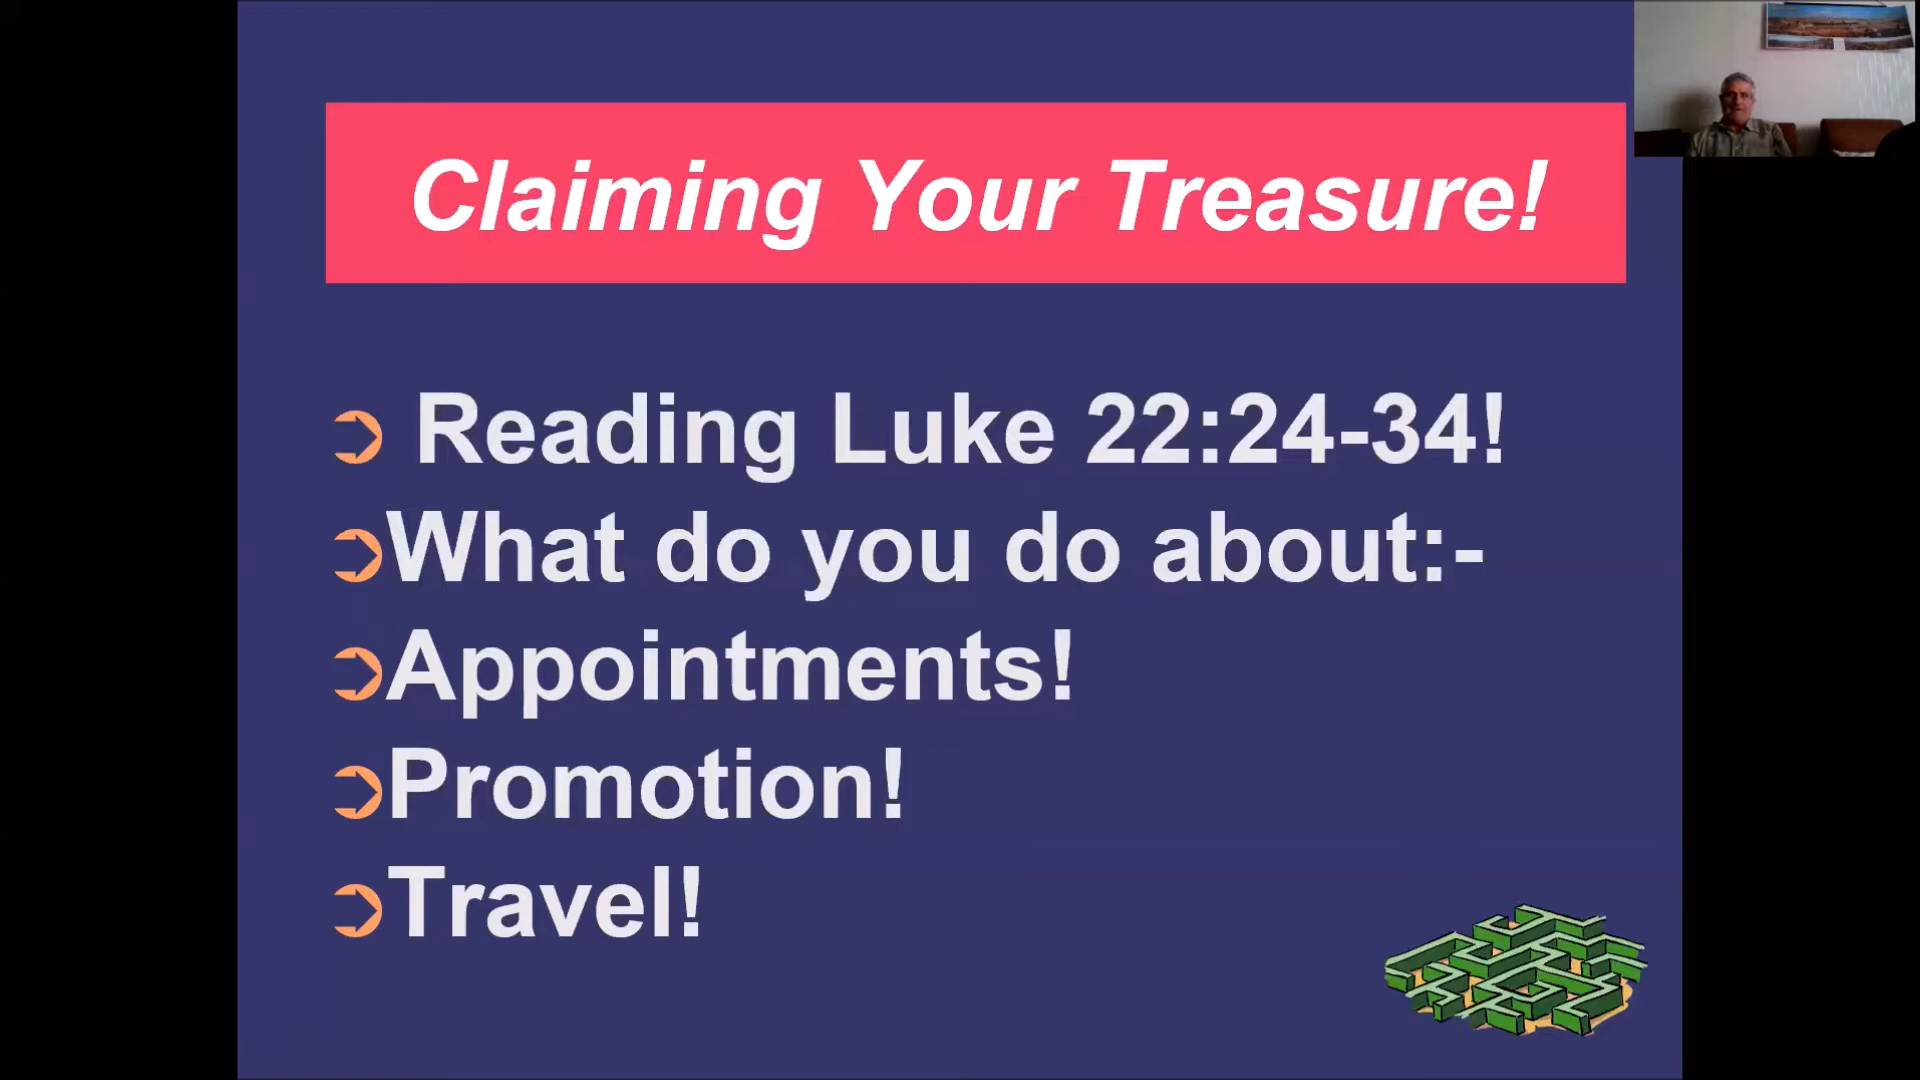 Claiming Your Treasure!
Reading Luke 22:24-34!
What do you do about:-
Appointments!
Promotion!
Travel!